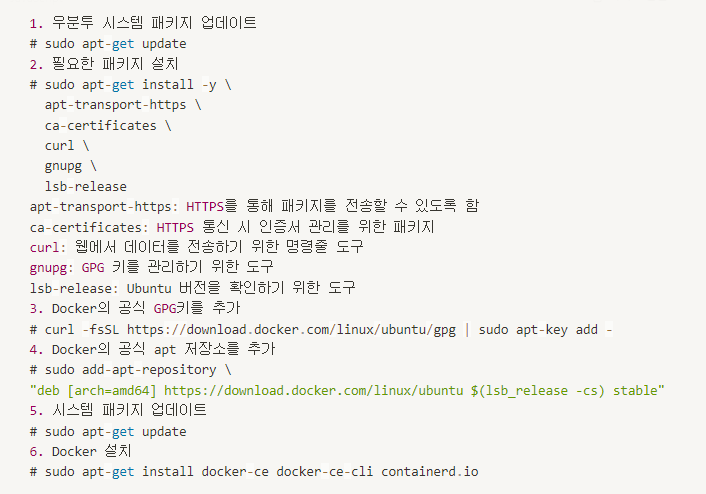 1. 우분투 시스템 패키지 업데이트
# sudo apt-get update
2. 필요한 패키지 설치
# sudo apt-get install -y \
apt-transport-https \
ca-certificates \
curl \
gnupg \
lsb-release
apt-transport-https: HTTPS를 통해 패키지를 전송할 수 있도록 함
ca-certificates: HTTPS 통신 시 인증서 관리를 위한 패키지
curl: 웹에서 데이터를 전송하기 위한 명령줄 도구
gnupg: GPG 키를 관리하기 위한 도구
lsb-release: Ubuntu 버전을 확인하기 위한 도구
3. Docker의 공식 GPG키를 추가
# curl -fsSL https://download.docker.com/linux/ubuntu/gpg | sudo apt-key add -
4. Docker의 공식 apt 저장소를 추가
# sudo add-apt-repository \
"deb [arch=amd64] https://download.docker.com/linux/ubuntu $(lsb_release -cs) stable"
5. 시스템 패키지 업데이트
# sudo apt-get update
6. Docker 설치
# sudo apt-get install docker-ce docker-ce-cli containerd.io